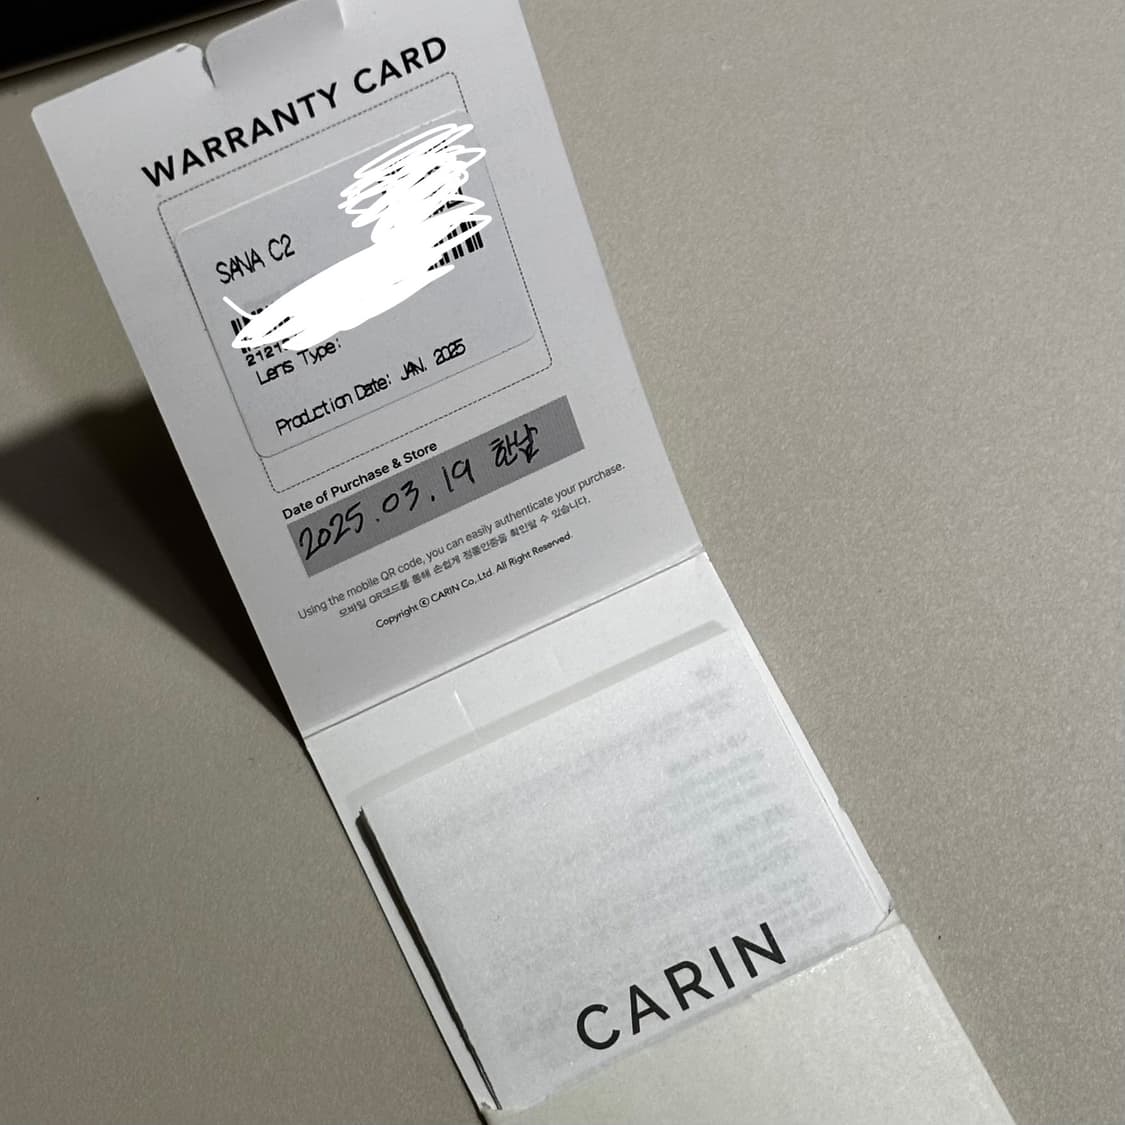 WARRANTY CARD
SANA C2
2121
Lens Type:
Production Date: JAN. 2025
Date of Purchase & Store
2025.03.19 한남
Using the mobile QR code, you can easily authenticate your purchase.
모바일 QR코드를 통해 손쉽게 정품인증을 확인할 수 있습니다.
Copyright ⓒ CARIN Co,.Ltd. All Right Reserved.
CARIN